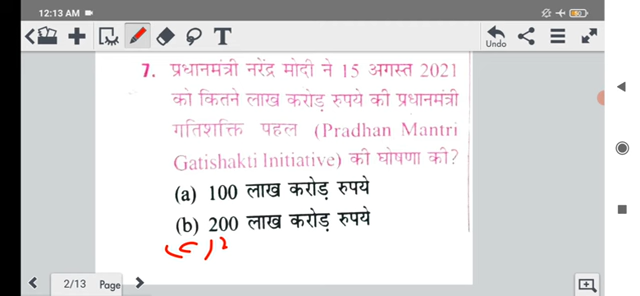 12:13 AM
T
Undo
7. प्रधानमंत्री नरेंद्र मोदी ने 15 अगस्त 2021
को कितने लाख करोड़ रुपये की प्रधानमंत्री
गतिशक्ति पहल (Pradhan Mantri
Gatishakti Initiative) की घोषणा की?
(a) 100 लाख करोड़ रुपये
(b) 200 लाख करोड़ रुपये
2/13 Page